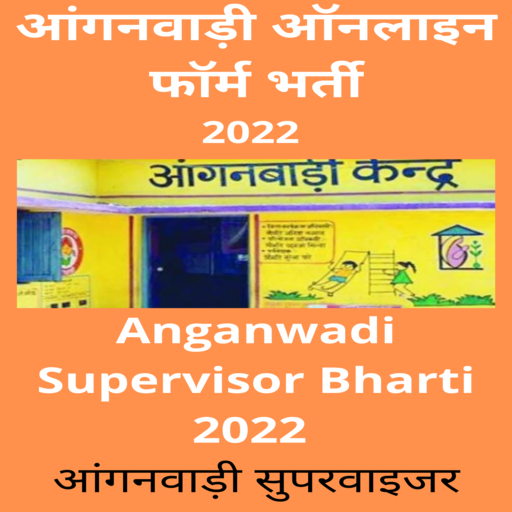 आंगनवाड़ी ऑनलाइन
फॉर्म भर्ती
2022
आंगनबाड़ी केन्द्र
Anganwadi
Supervisor Bharti
2022
आंगनवाड़ी सुपरवाइजर